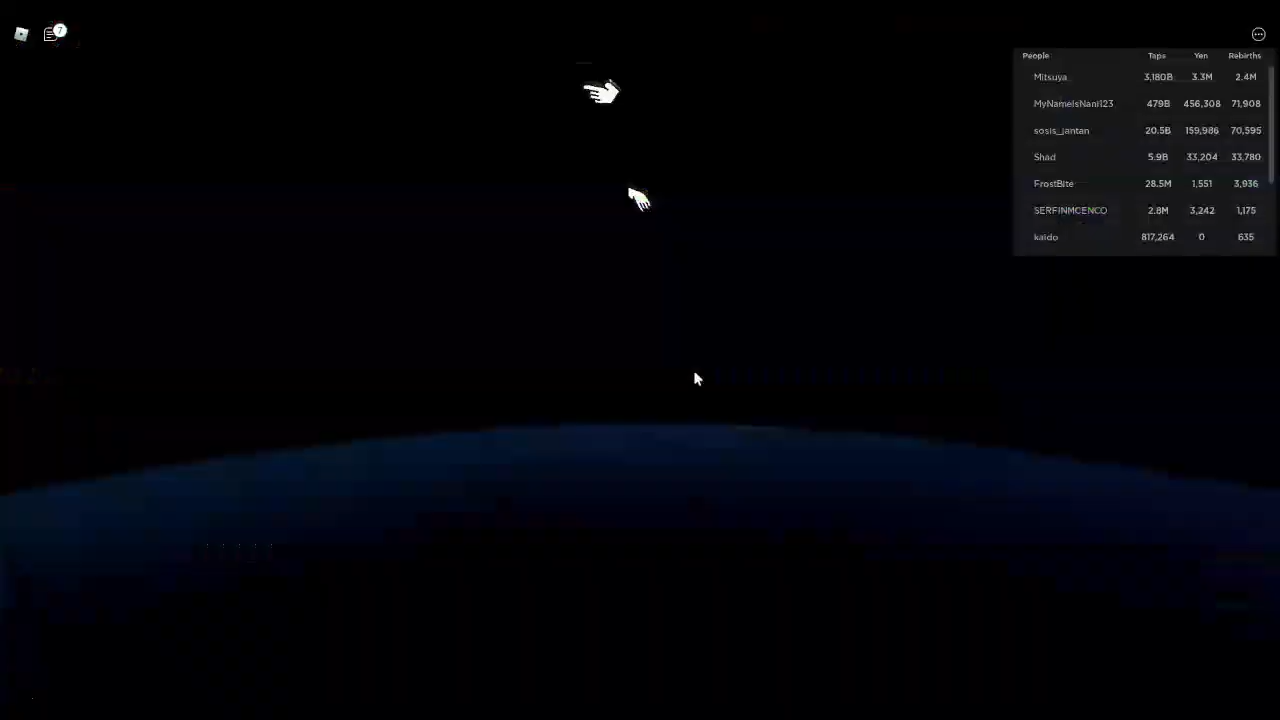 7
People Taps Yen Rebirths
Mitsuya 3,180B 3.3M 2.4M
MyNameIsNani123 479B 456,308 71,908
sosis_jantan 20.5B 159,986 70,595
Shad 5.9B 33,204 33,780
FrostBite 28.5M 1,551 3,936
SERFINMCENCO 2.8M 3,242 1,175
kaido 817,264 0 635